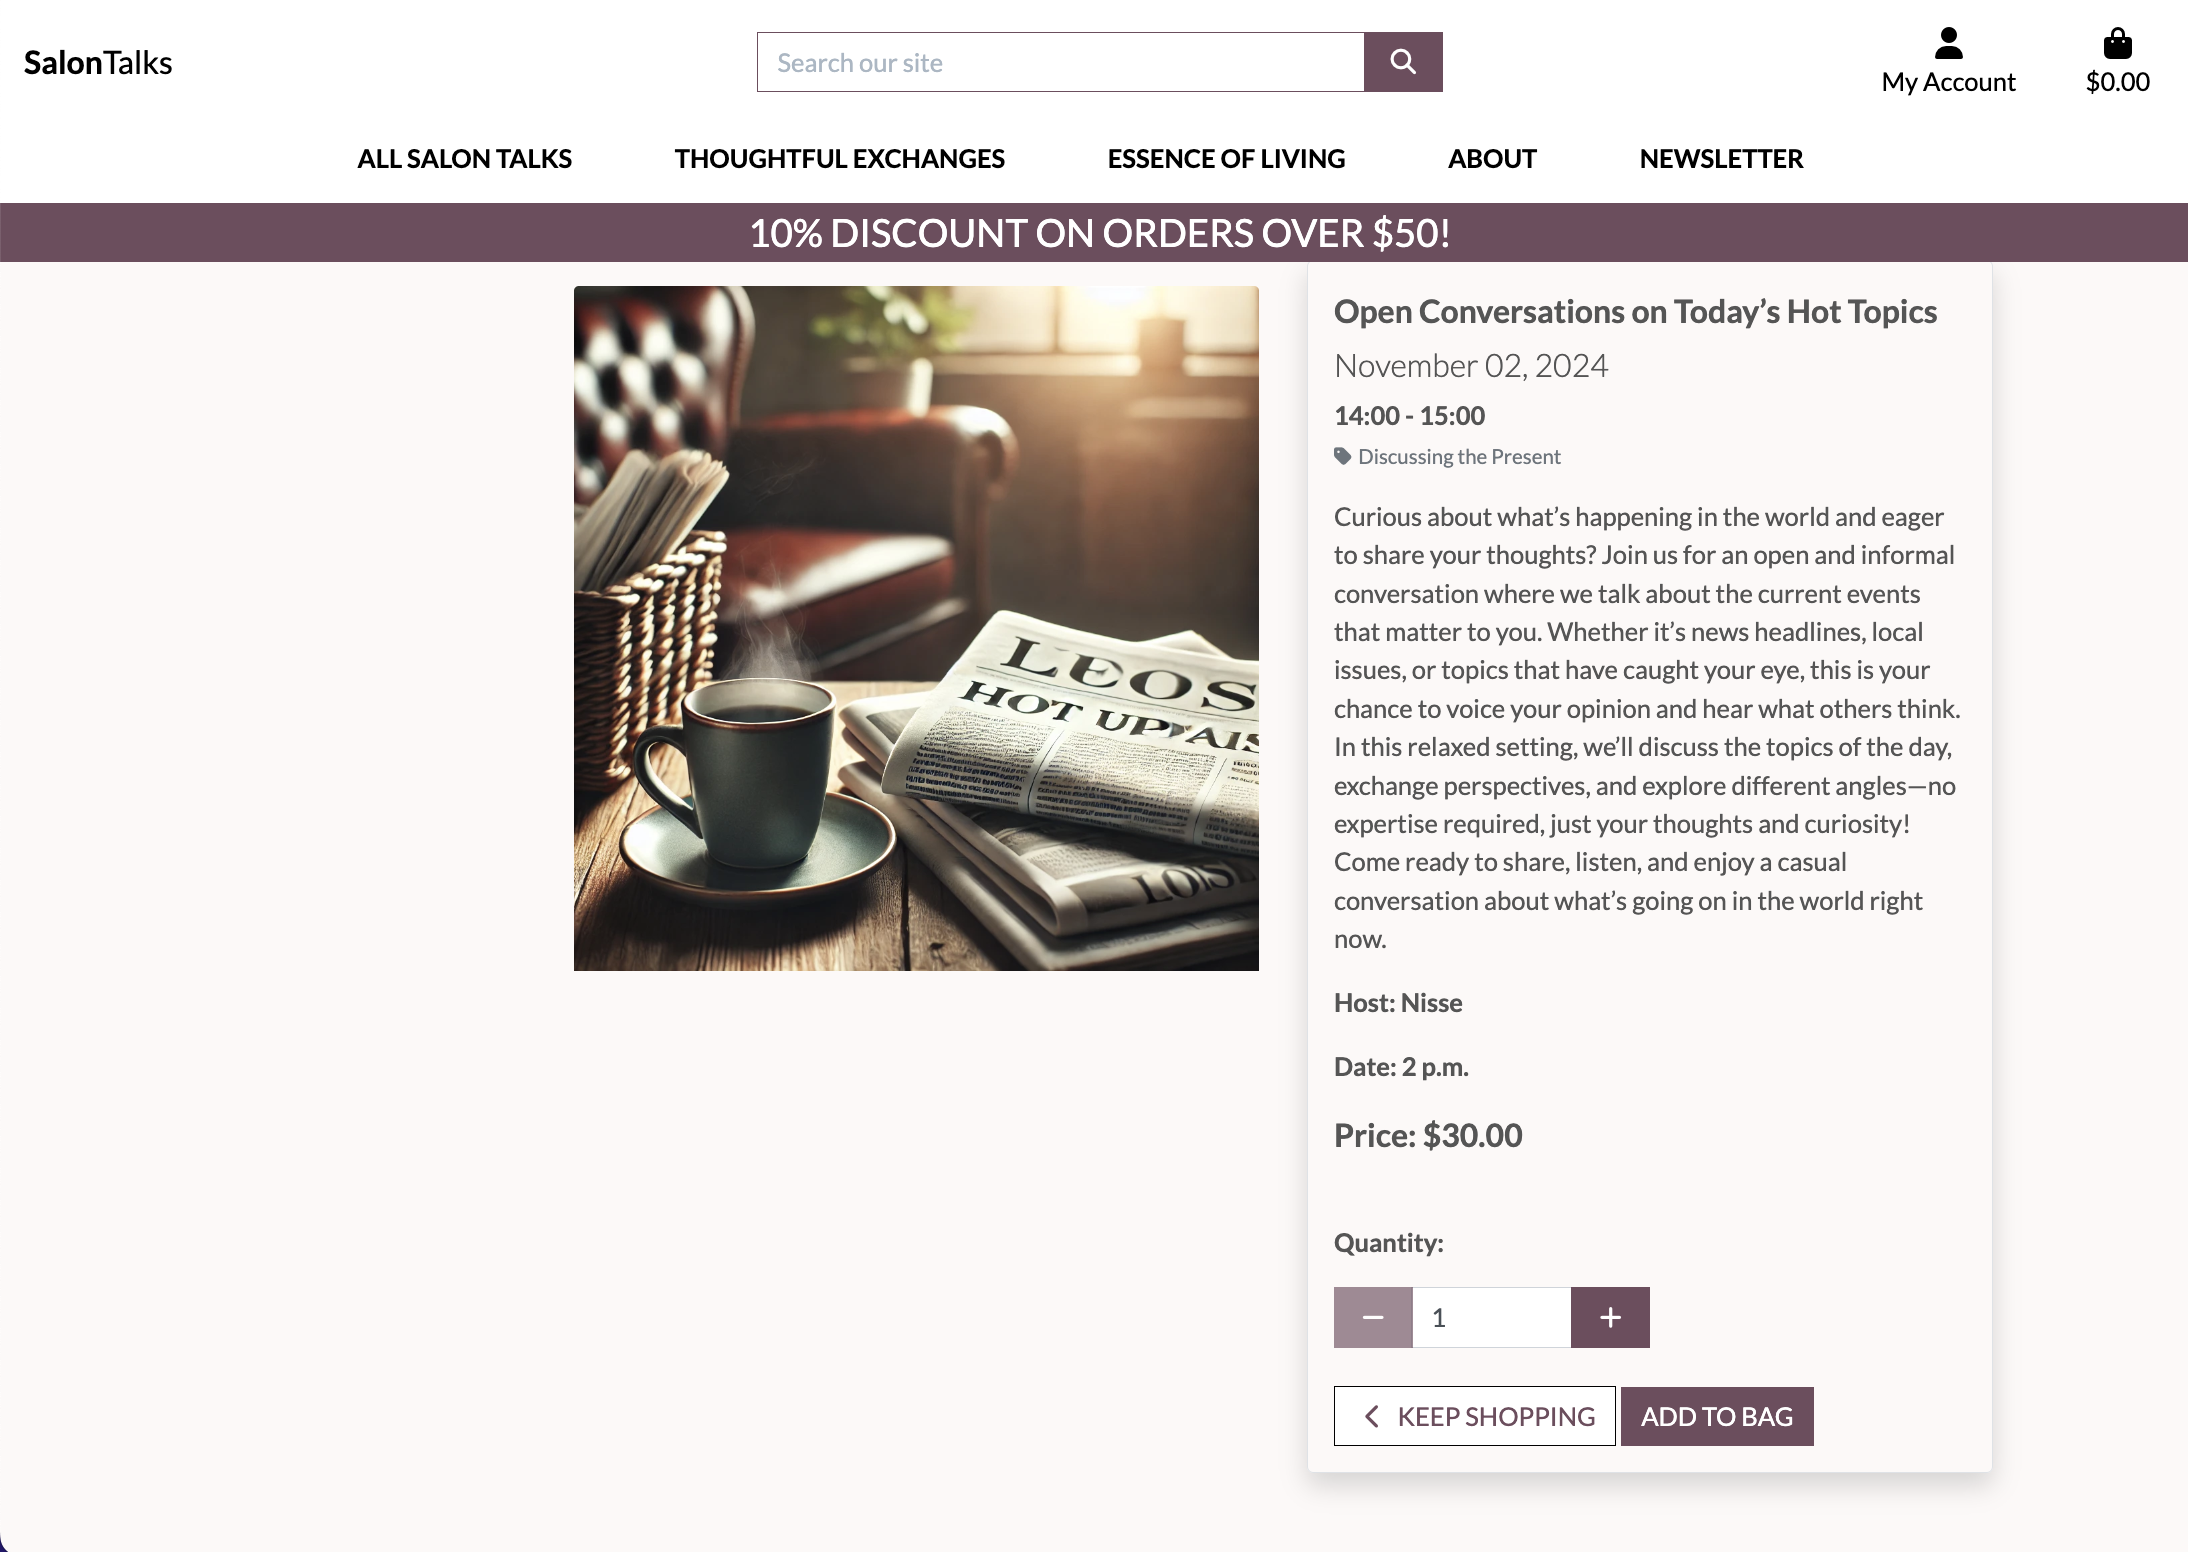 SalonTalks
Search our site
My Account
$0.00
ALL SALON TALKS
THOUGHTFUL EXCHANGES
ESSENCE OF LIVING
ABOUT
NEWSLETTER
10% DISCOUNT ON ORDERS OVER $50!
LEOS
HOT UP AIS
LOIS
Open Conversations on Today’s Hot Topics
November 02, 2024
14:00 - 15:00
Discussing the Present
Curious about what’s happening in the world and eager
to share your thoughts? Join us for an open and informal
conversation where we talk about the current events
that matter to you. Whether it’s news headlines, local
issues, or topics that have caught your eye, this is your
chance to voice your opinion and hear what others think.
In this relaxed setting, we’ll discuss the topics of the day,
exchange perspectives, and explore different angles—no
expertise required, just your thoughts and curiosity!
Come ready to share, listen, and enjoy a casual
conversation about what’s going on in the world right
now.
Host: Nisse
Date: 2 p.m.
Price: $30.00
Quantity:
1
KEEP SHOPPING
ADD TO BAG